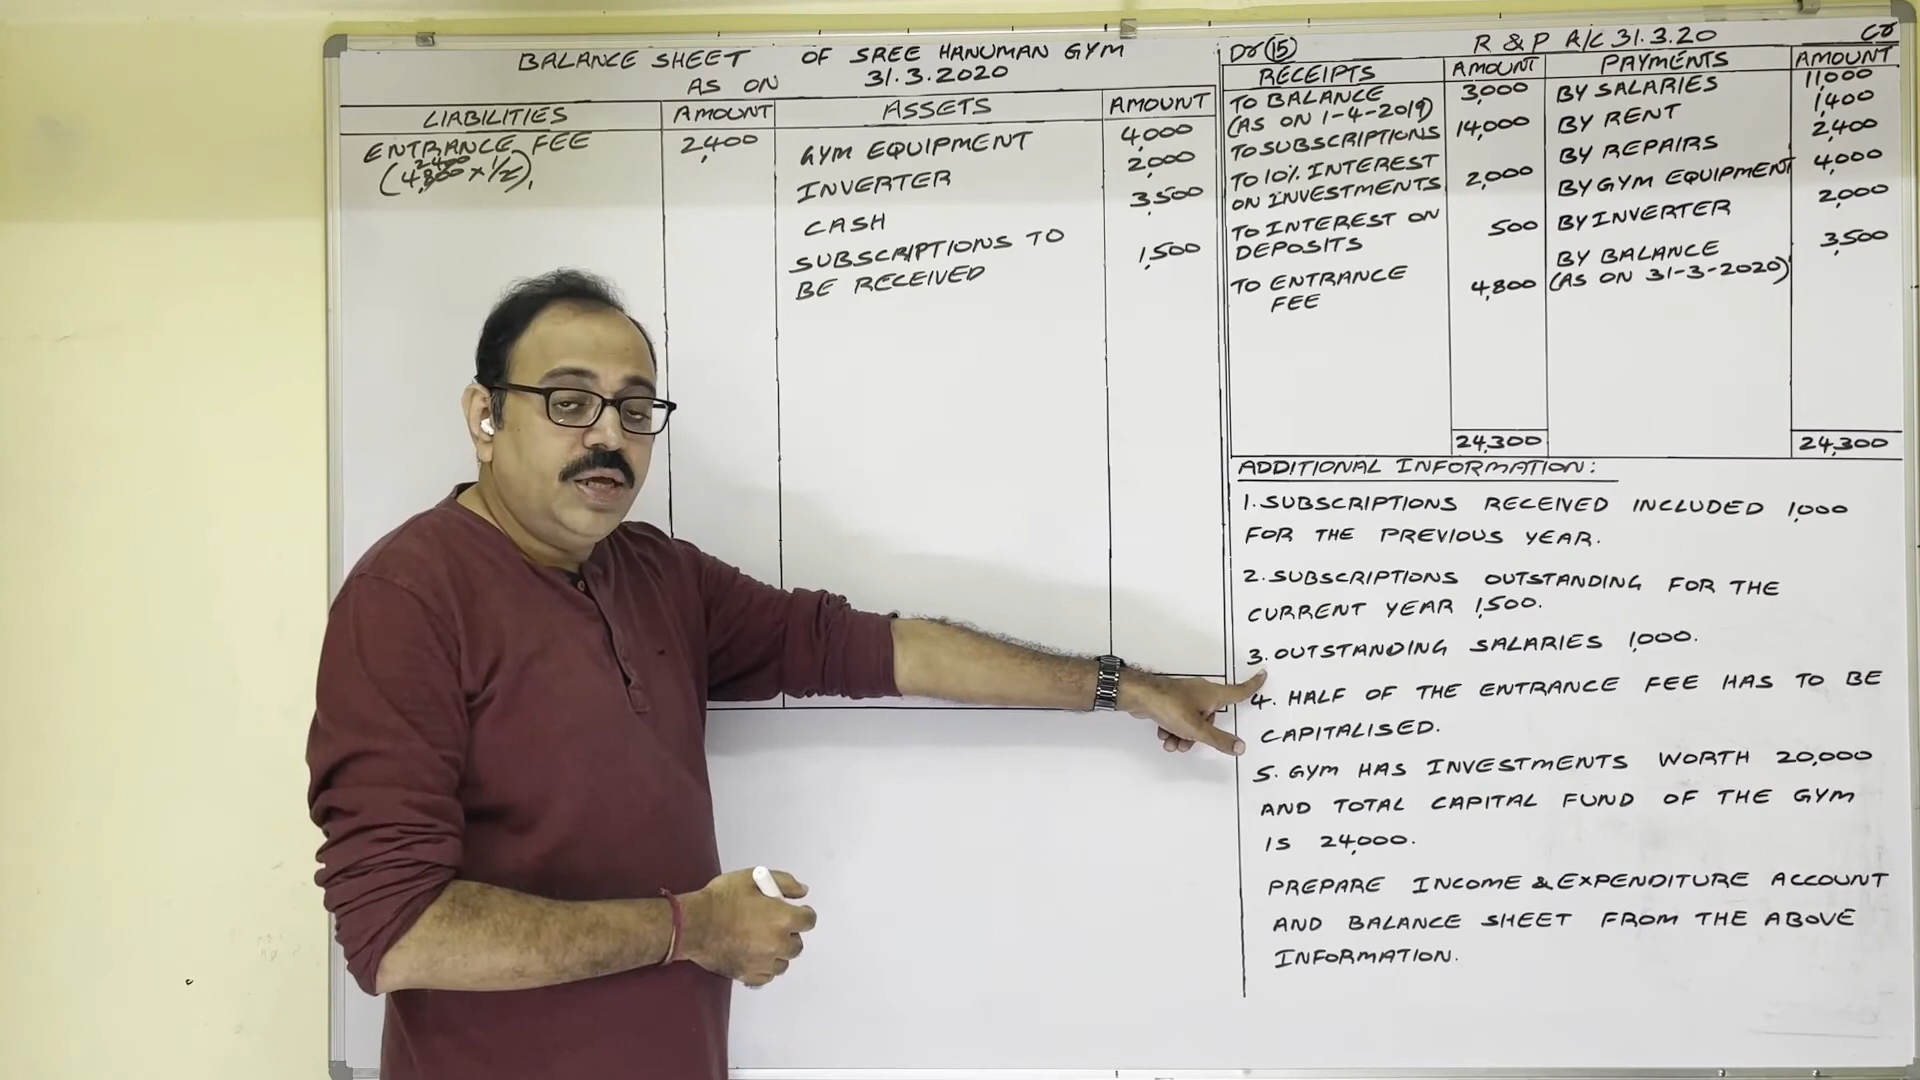 BALANCE SHEET OF SREE HANUMAN GYM
AS ON 31.3.2020
LIABILITIES AMOUNT ASSETS AMOUNT
ENTRANCE FEE 2,400
2400
(4,800 x 1/2),
GYM EQUIPMENT 4,000
INVERTER 2,000
CASH 3,500
SUBSCRIPTIONS TO
BE RECEIVED 1,500
Dr (15) R & P A/C 31.3.20 Cr
RECEIPTS AMOUNT PAYMENTS AMOUNT
TO BALANCE 3,000
(AS ON 1-4-2019)
TO SUBSCRIPTIONS 14,000
TO 10% INTEREST
ON INVESTMENTS 2,000
TO INTEREST ON
DEPOSITS 500
TO ENTRANCE
FEE 4,800
24,300
BY SALARIES 11,000
BY RENT 1,400
BY REPAIRS 2,400
BY GYM EQUIPMENT 4,000
BY INVERTER 2,000
BY BALANCE 3,500
(AS ON 31-3-2020)
24,300
ADDITIONAL INFORMATION:
1. SUBSCRIPTIONS RECEIVED INCLUDED 1,000
FOR THE PREVIOUS YEAR.
2. SUBSCRIPTIONS OUTSTANDING FOR THE
CURRENT YEAR 1,500.
3. OUTSTANDING SALARIES 1,000.
4. HALF OF THE ENTRANCE FEE HAS TO BE
CAPITALISED.
5. GYM HAS INVESTMENTS WORTH 20,000
AND TOTAL CAPITAL FUND OF THE GYM
IS 24,000.
PREPARE INCOME & EXPENDITURE ACCOUNT
AND BALANCE SHEET FROM THE ABOVE
INFORMATION.